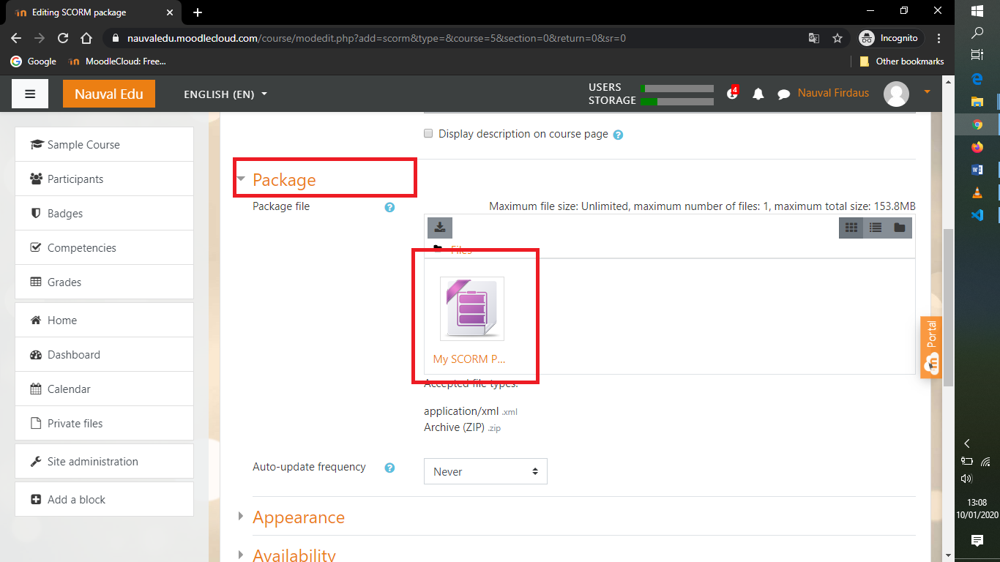 Editing SCORM package
nauvaledu.moodlecloud.com/course/modedit.php?add=scorm&type=&course=5&section=0&return=0&sr=0
Incognito
Google
MoodleCloud: Free...
Other bookmarks
Nauval Edu
ENGLISH (EN)
USERS
STORAGE
4
Nauval Firdaus
Sample Course
Participants
Badges
Competencies
Grades
Home
Dashboard
Calendar
Private files
Site administration
Add a block
Display description on course page
Package
Package file
Maximum file size: Unlimited, maximum number of files: 1, maximum total size: 153.8MB
Files
My SCORM P...
Accepted file types:
application/xml .xml
Archive (ZIP) .zip
Auto-update frequency
Never
Appearance
Availability
Portal
13:08
10/01/2020